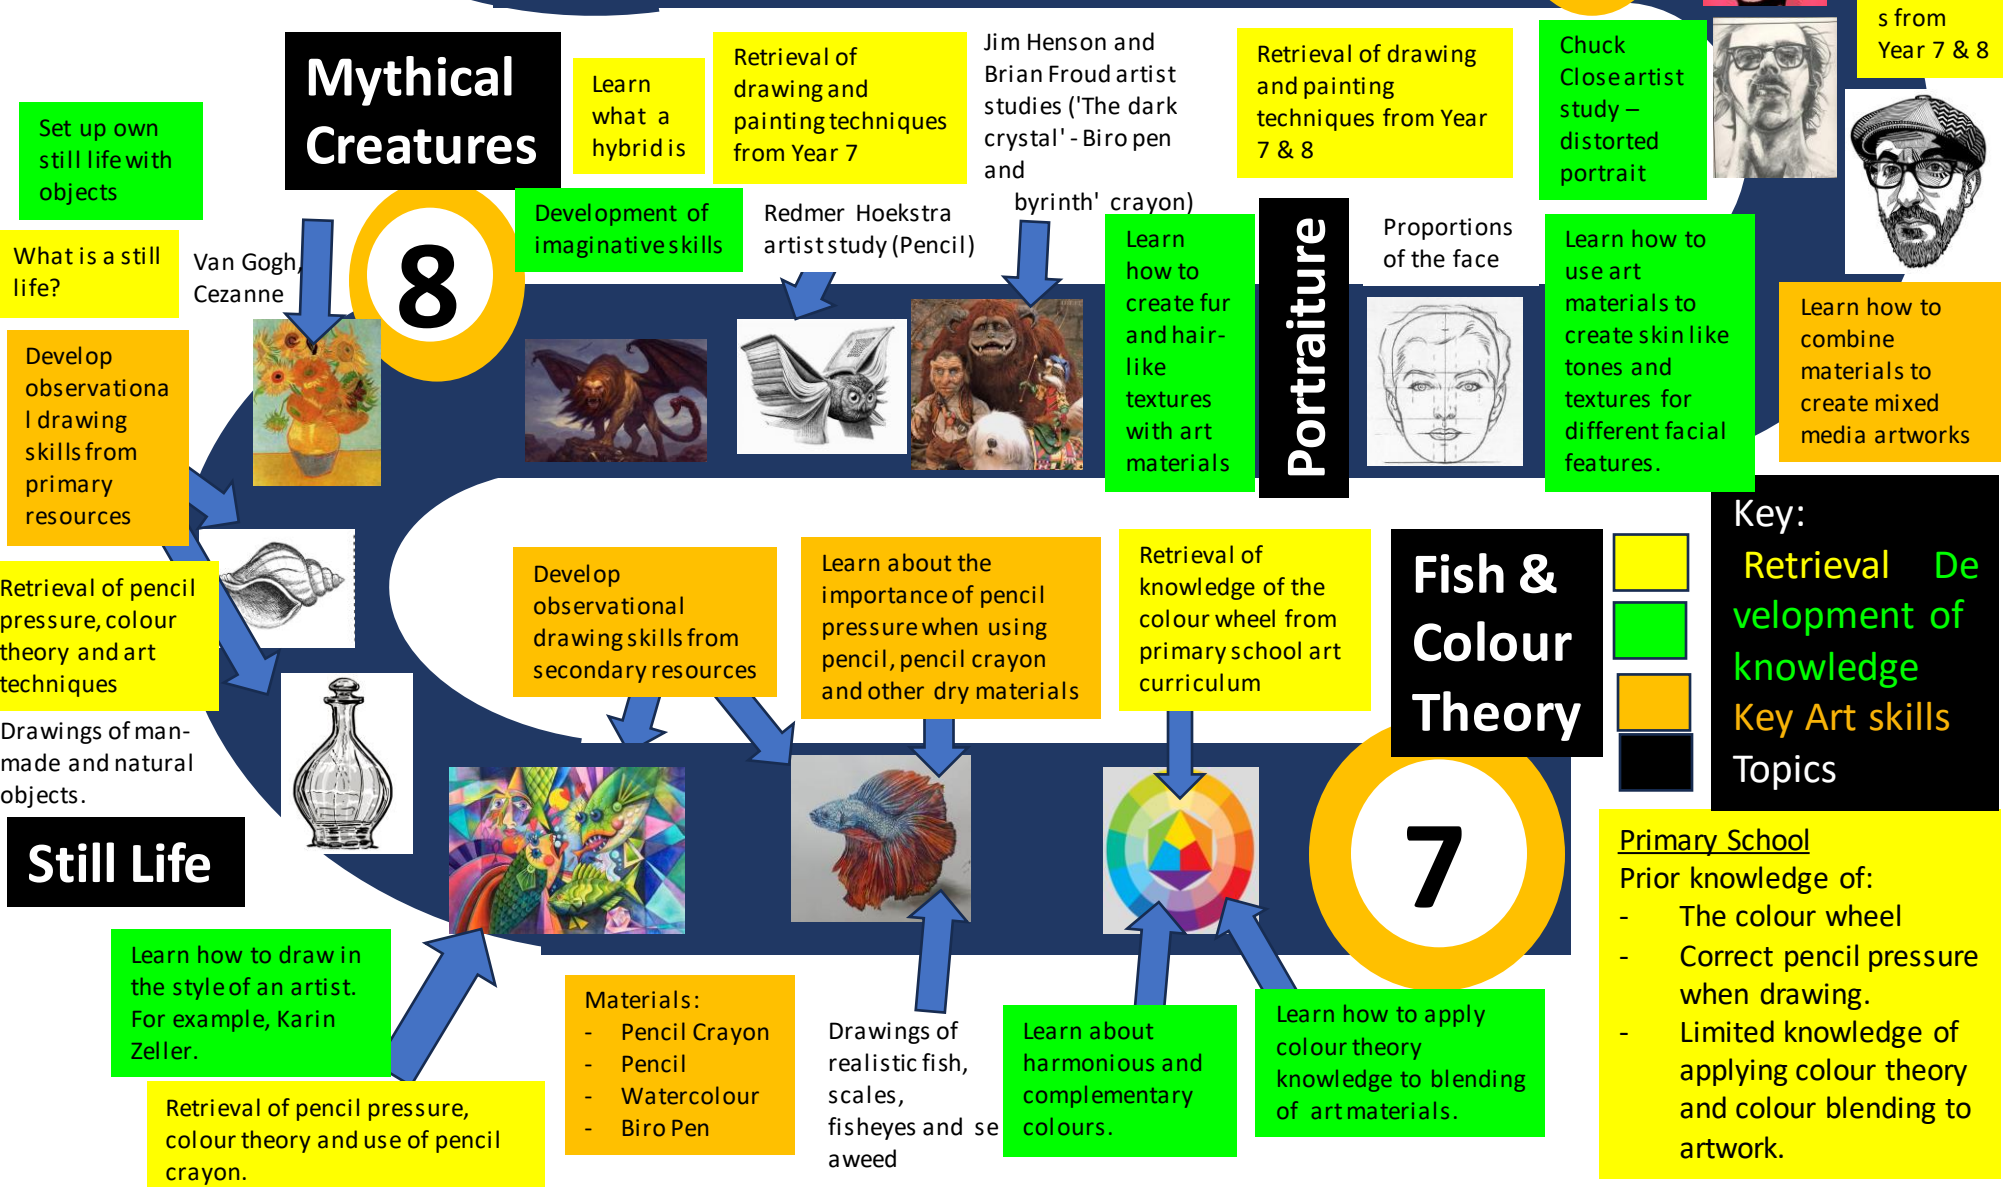 s from
Year 7 & 8
Mythical
Creatures
Learn
what a
hybrid is
Retrieval of
drawing and
painting techniques
from Year 7
Jim Henson and
Brian Froud artist
studies ('The dark
crystal' - Biro pen
and
byrinth' crayon)
Retrieval of drawing
and painting
techniques from Year
7 & 8
Chuck
Close artist
study –
distorted
portrait
Set up own
still life with
objects
What is a still
life?
Van Gogh,
Cezanne
8
Development of
imaginative skills
Redmer Hoekstra
artist study (Pencil)
Learn
how to
create fur
and hair-
like
textures
with art
materials
Portraiture
Proportions
of the face
Learn how to
use art
materials to
create skin like
tones and
textures for
different facial
features.
Learn how to
combine
materials to
create mixed
media artworks
Develop
observationa
l drawing
skills from
primary
resources
Retrieval of pencil
pressure, colour
theory and art
techniques
Drawings of man-
made and natural
objects.
Still Life
Develop
observational
drawing skills from
secondary resources
Learn about the
importance of pencil
pressure when using
pencil, pencil crayon
and other dry materials
Retrieval of
knowledge of the
colour wheel from
primary school art
curriculum
Fish &
Colour
Theory
Key:
Retrieval De
velopment of
knowledge
Key Art skills
Topics
7
Primary School
Prior knowledge of:
- The colour wheel
- Correct pencil pressure
when drawing.
- Limited knowledge of
applying colour theory
and colour blending to
artwork.
Learn how to draw in
the style of an artist.
For example, Karin
Zeller.
Retrieval of pencil pressure,
colour theory and use of pencil
crayon.
Materials:
- Pencil Crayon
- Pencil
- Watercolour
- Biro Pen
Drawings of
realistic fish,
scales,
fisheyes and se
aweed
Learn about
harmonious and
complementary
colours.
Learn how to apply
colour theory
knowledge to blending
of art materials.